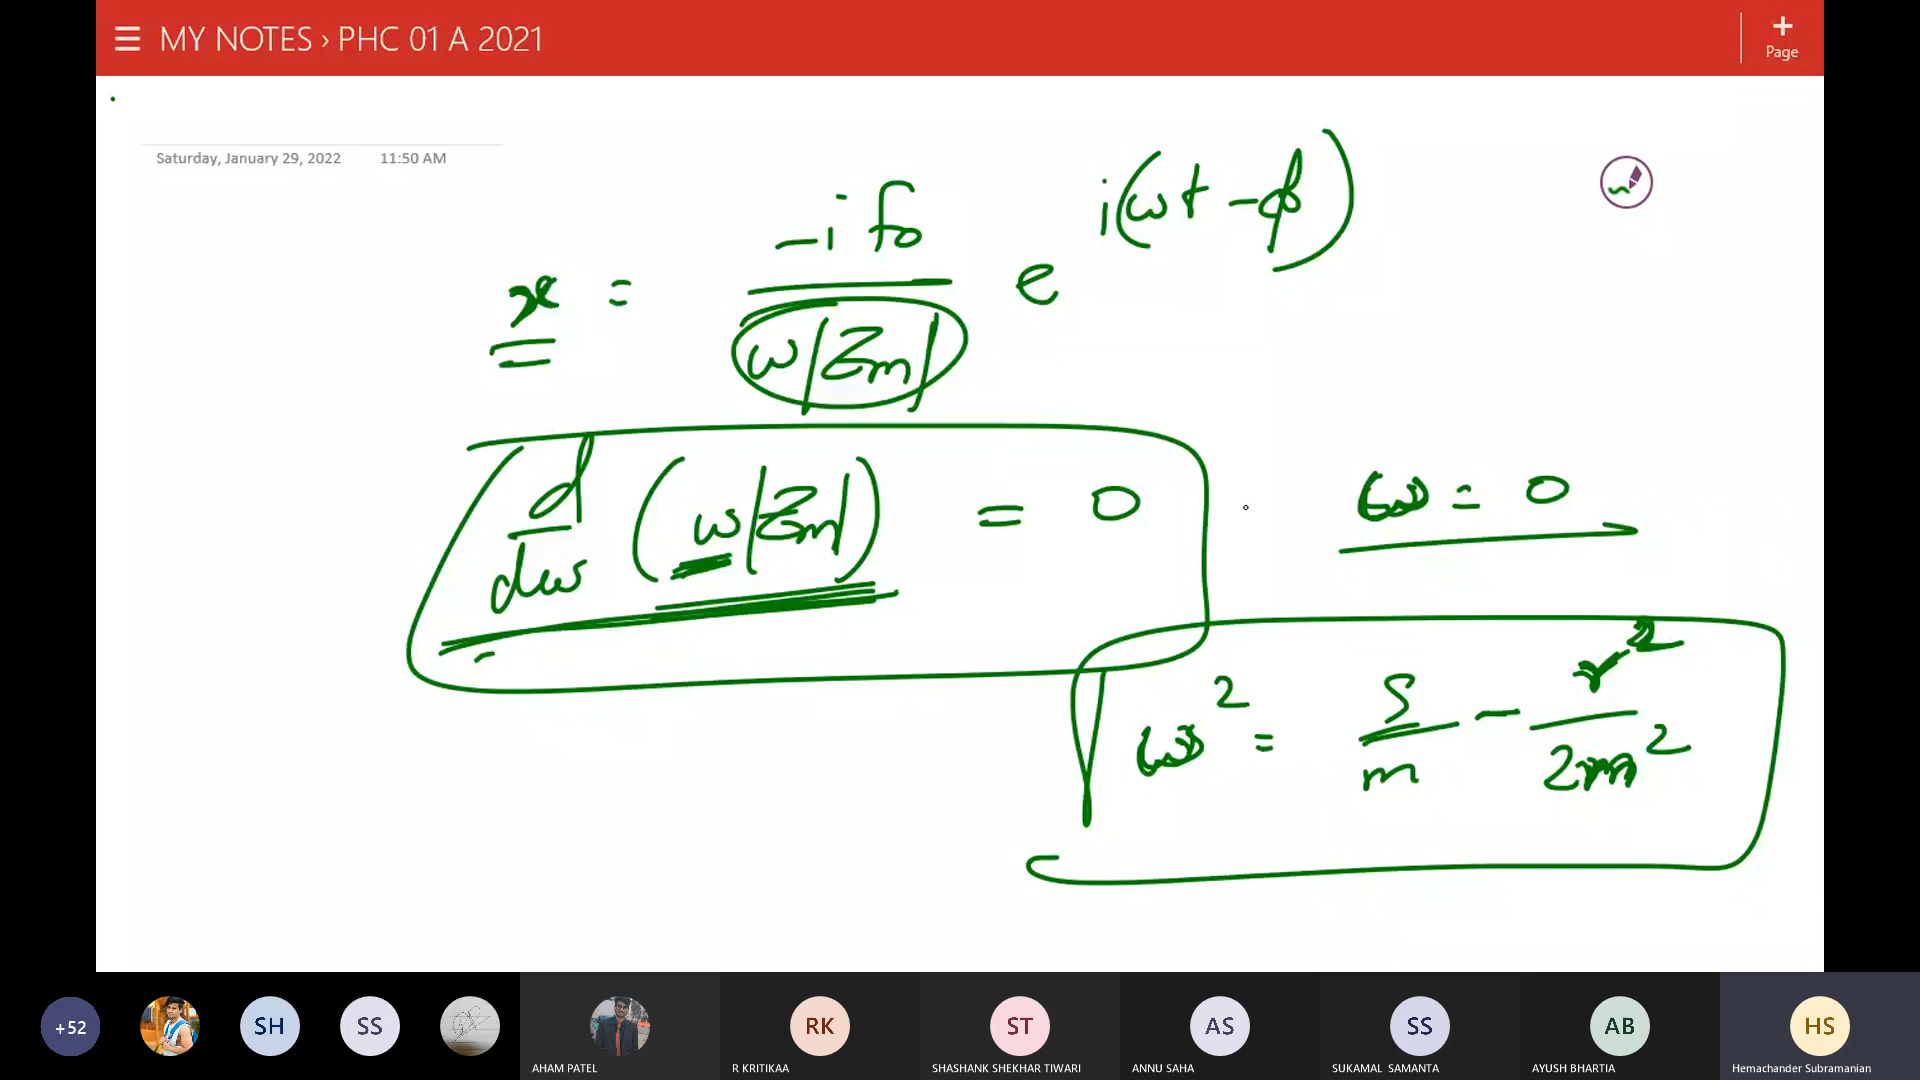 MY NOTES › PHC 01 A 2021
+
Page
Saturday, January 29, 2022 11:50 AM
x = -i fo / ω|Zm| e i(ωt - ϕ)
d/dω (ω|Zm|) = 0
ω = 0
ω² = S/m - r²/2m²
+52
SH
SS
RK
ST
AS
SS
AB
HS
AHAM PATEL
R KRITIKAA
SHASHANK SHEKHAR TIWARI
ANNU SAHA
SUKAMAL SAMANTA
AYUSH BHARTIA
Hemachander Subramanian